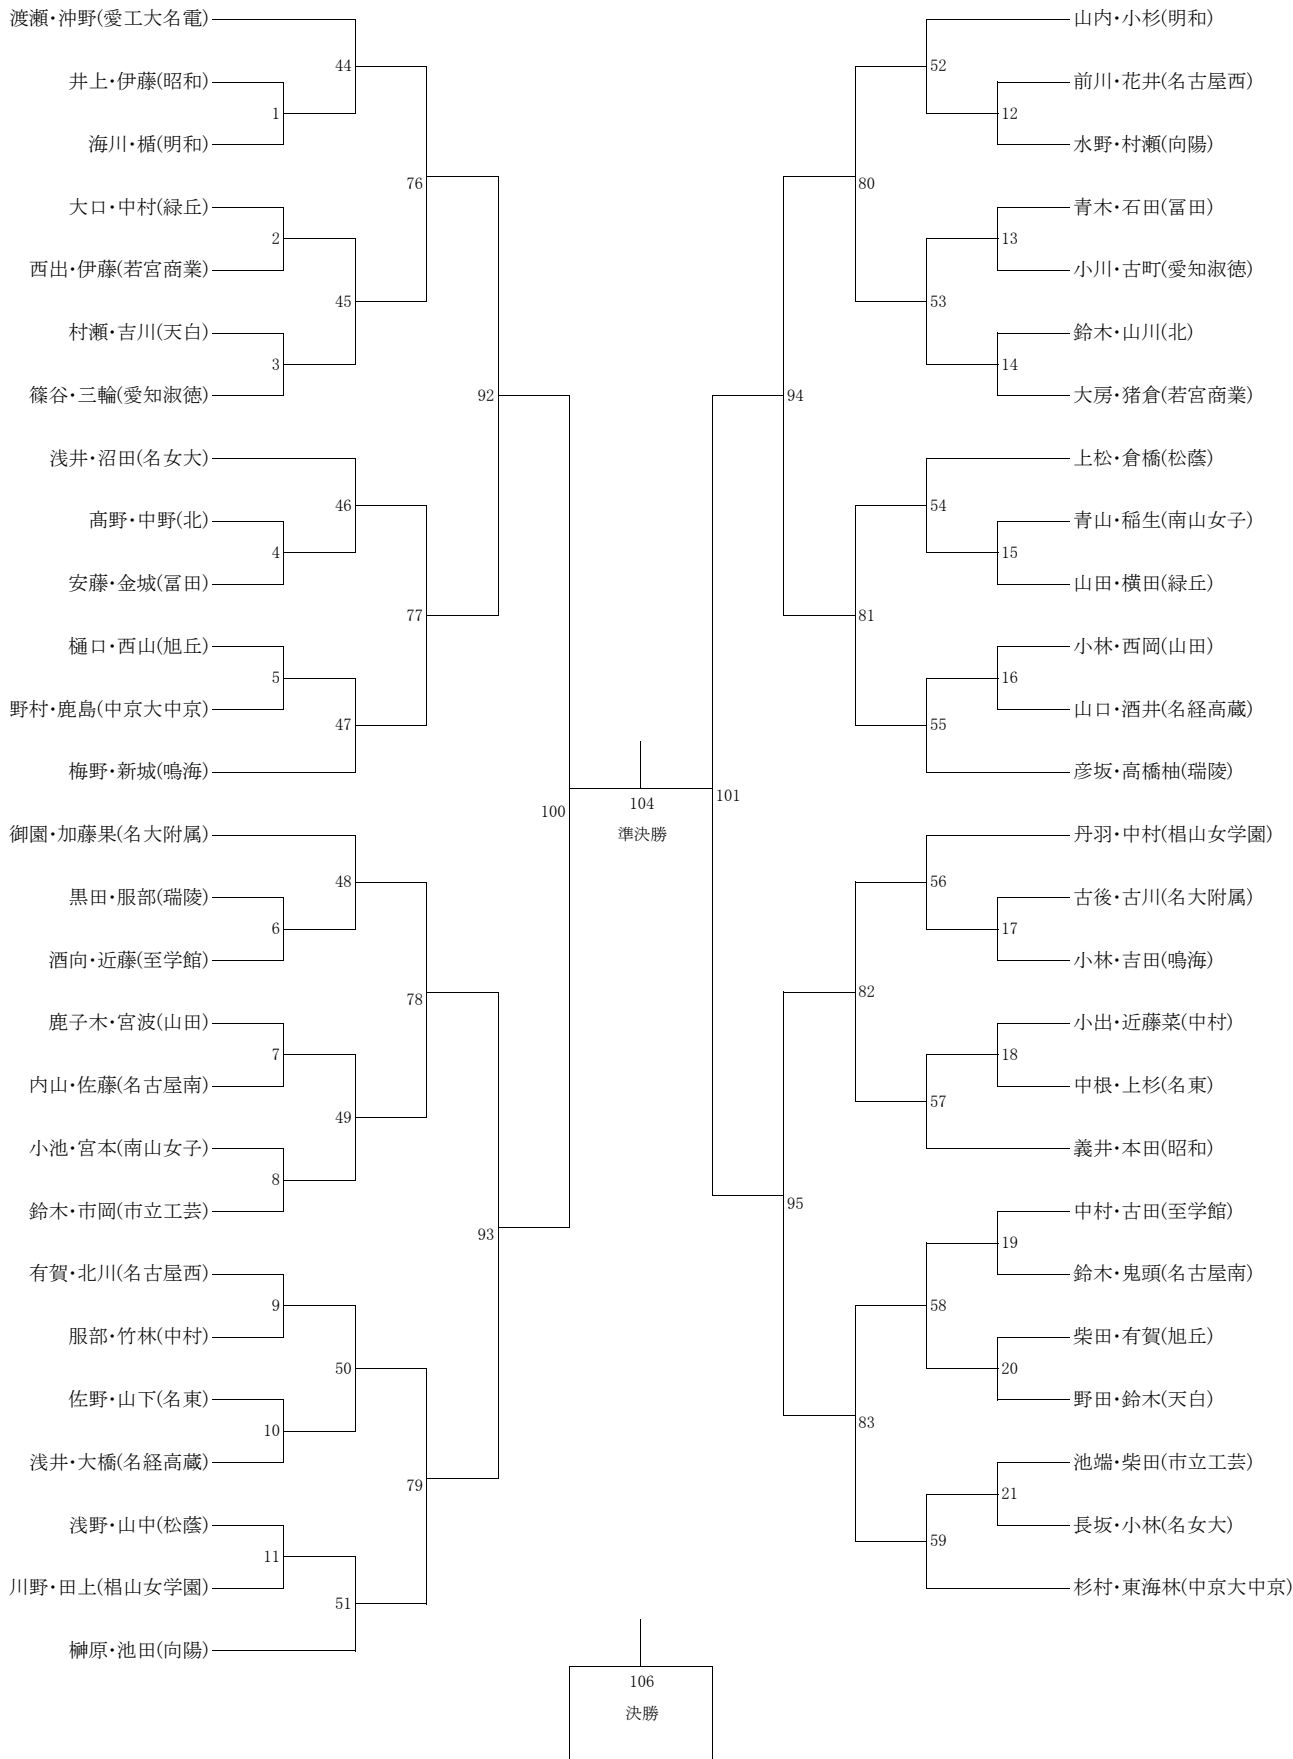 渡瀬・沖野(愛工大名電)
44
井上・伊藤(昭和)
1
海川・楯(明和)
76
大口・中村(緑丘)
2
西出・伊藤(若宮商業)
45
村瀬・吉川(天白)
3
篠谷・三輪(愛知淑徳)
92
浅井・沼田(名女大)
46
髙野・中野(北)
4
安藤・金城(冨田)
77
樋口・西山(旭丘)
5
野村・鹿島(中京大中京)
47
梅野・新城(鳴海)
100
御園・加藤果(名大附属)
48
黒田・服部(瑞陵)
6
酒向・近藤(至学館)
78
鹿子木・宮波(山田)
7
内山・佐藤(名古屋南)
49
小池・宮本(南山女子)
8
鈴木・市岡(市立工芸)
93
有賀・北川(名古屋西)
9
服部・竹林(中村)
50
佐野・山下(名東)
10
浅井・大橋(名経高蔵)
79
浅野・山中(松蔭)
11
川野・田上(椙山女学園)
51
榊原・池田(向陽)
104
準決勝
山内・小杉(明和)
52
前川・花井(名古屋西)
12
水野・村瀬(向陽)
80
青木・石田(冨田)
13
小川・古町(愛知淑徳)
53
鈴木・山川(北)
14
大房・猪倉(若宮商業)
94
上松・倉橋(松蔭)
54
青山・稲生(南山女子)
15
山田・横田(緑丘)
81
小林・西岡(山田)
16
山口・酒井(名経高蔵)
55
彦坂・高橋柚(瑞陵)
101
丹羽・中村(椙山女学園)
56
古後・古川(名大附属)
17
小林・吉田(鳴海)
82
小出・近藤菜(中村)
18
中根・上杉(名東)
57
義井・本田(昭和)
95
中村・古田(至学館)
19
鈴木・鬼頭(名古屋南)
58
柴田・有賀(旭丘)
20
野田・鈴木(天白)
83
池端・柴田(市立工芸)
21
長坂・小林(名女大)
59
杉村・東海林(中京大中京)
106
決勝